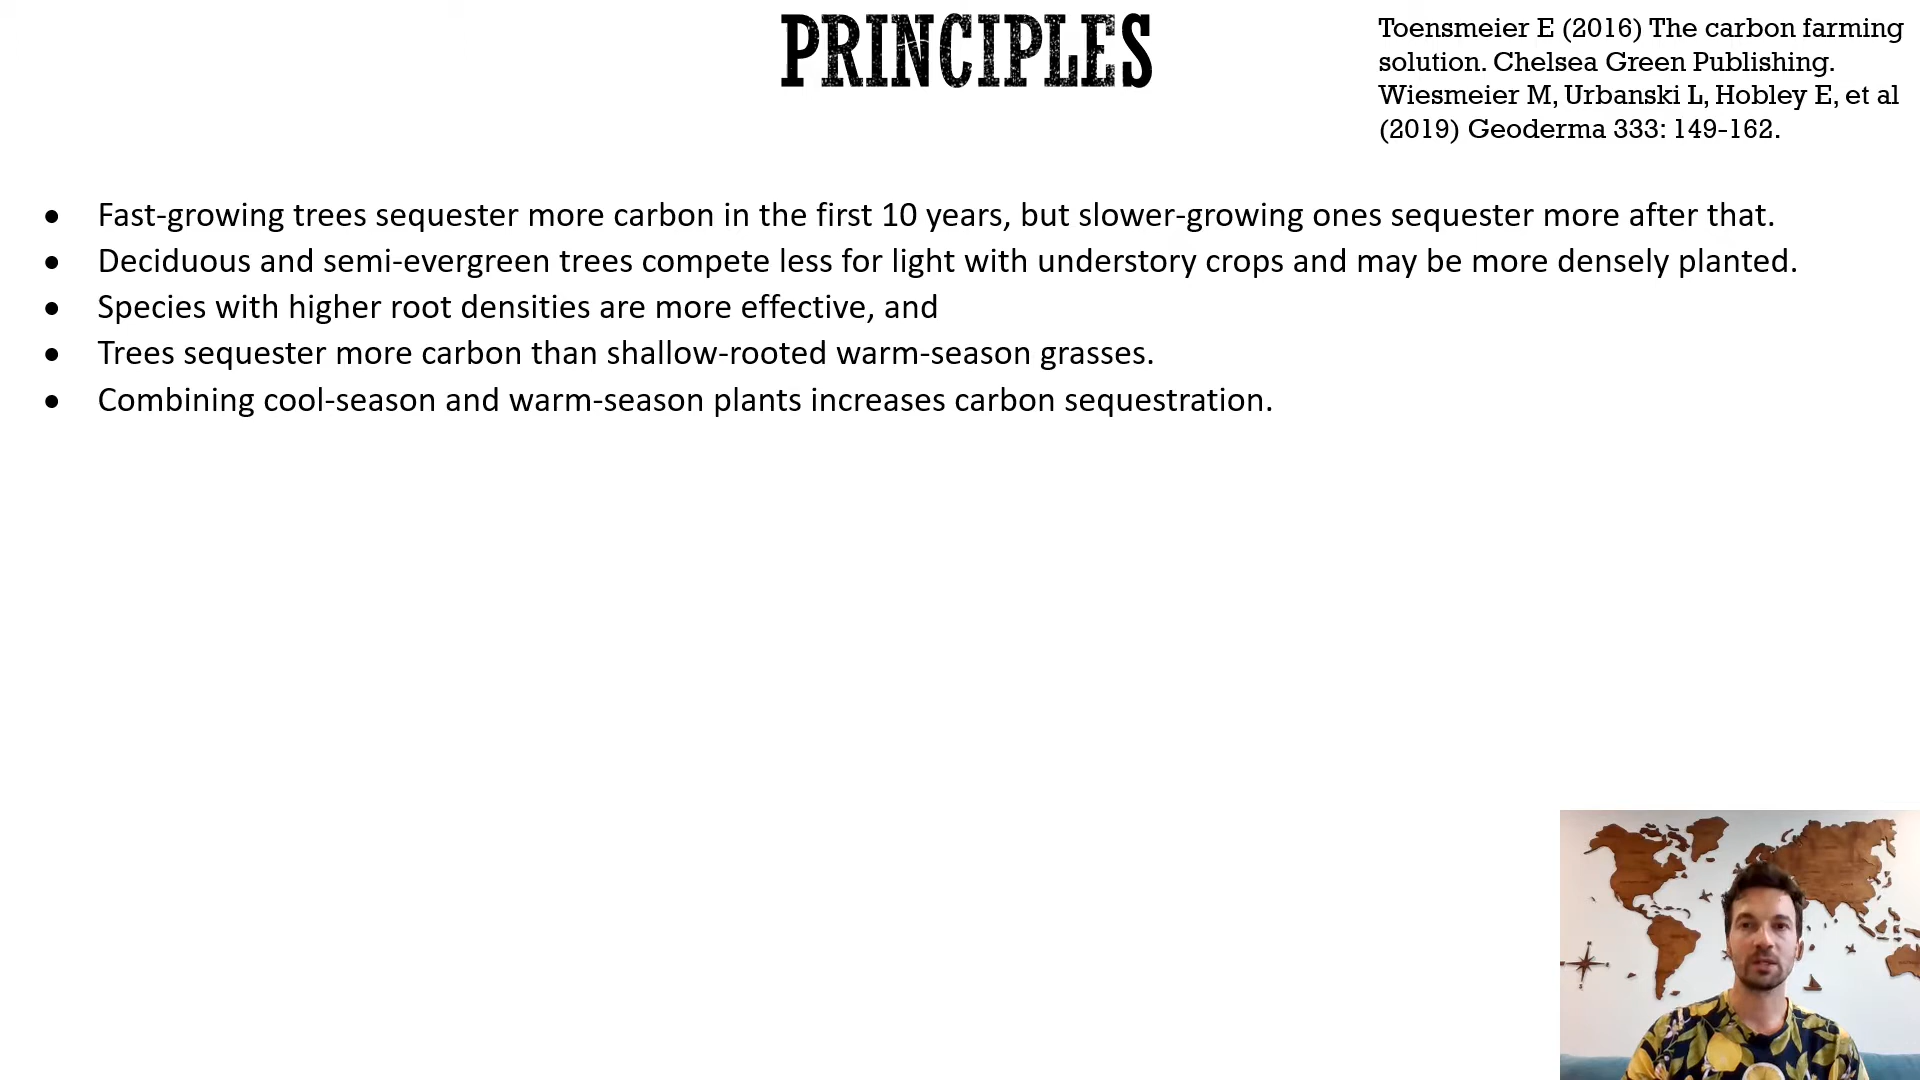 PRINCIPLES
Toensmeier E (2016) The carbon farming
solution. Chelsea Green Publishing.
Wiesmeier M, Urbanski L, Hobley E, et al
(2019) Geoderma 333: 149-162.
• Fast-growing trees sequester more carbon in the first 10 years, but slower-growing ones sequester more after that.
• Deciduous and semi-evergreen trees compete less for light with understory crops and may be more densely planted.
• Species with higher root densities are more effective, and
• Trees sequester more carbon than shallow-rooted warm-season grasses.
• Combining cool-season and warm-season plants increases carbon sequestration.